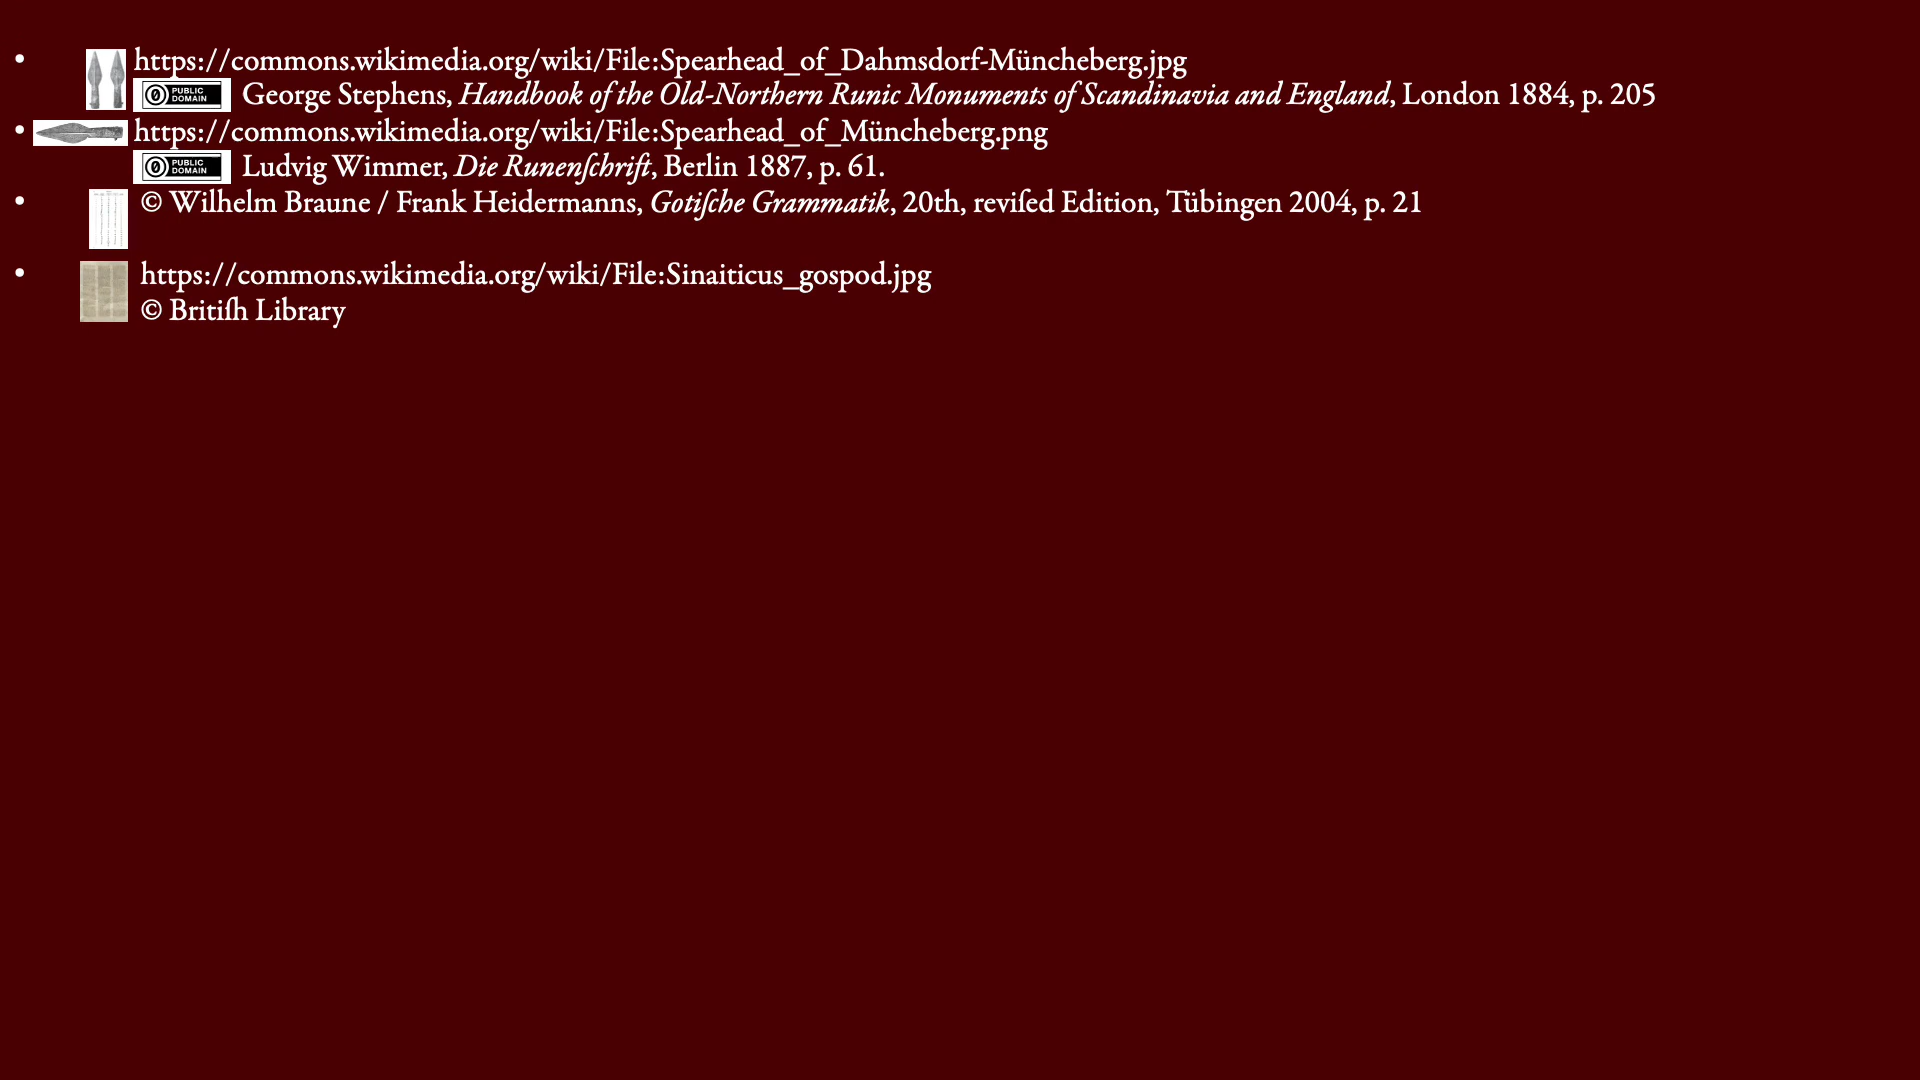 • https://commons.wikimedia.org/wiki/File:Spearhead_of_Dahmsdorf-Müncheberg.jpg
PUBLIC DOMAIN George Stephens, Handbook of the Old-Northern Runic Monuments of Scandinavia and England, London 1884, p. 205
• https://commons.wikimedia.org/wiki/File:Spearhead_of_Müncheberg.png
PUBLIC DOMAIN Ludvig Wimmer, Die Runenſchrift, Berlin 1887, p. 61.
• © Wilhelm Braune / Frank Heidermanns, Gotiſche Grammatik, 20th, reviſed Edition, Tübingen 2004, p. 21
• https://commons.wikimedia.org/wiki/File:Sinaiticus_gospod.jpg
© Britiſh Library